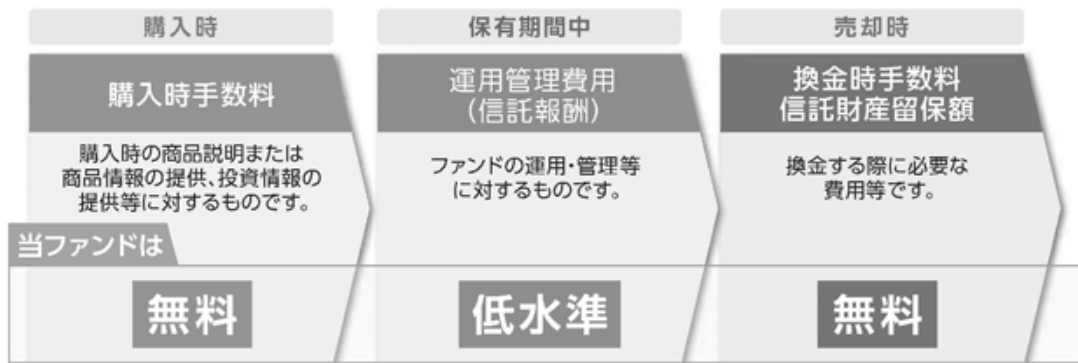 購入時
購入時手数料
購入時の商品説明または
商品情報の提供、投資情報の
提供等に対するものです。
保有期間中
運用管理費用
（信託報酬）
ファンドの運用・管理等
に対するものです。
売却時
換金時手数料
信託財産留保額
換金する際に必要な
費用等です。
当ファンドは
無料
低水準
無料